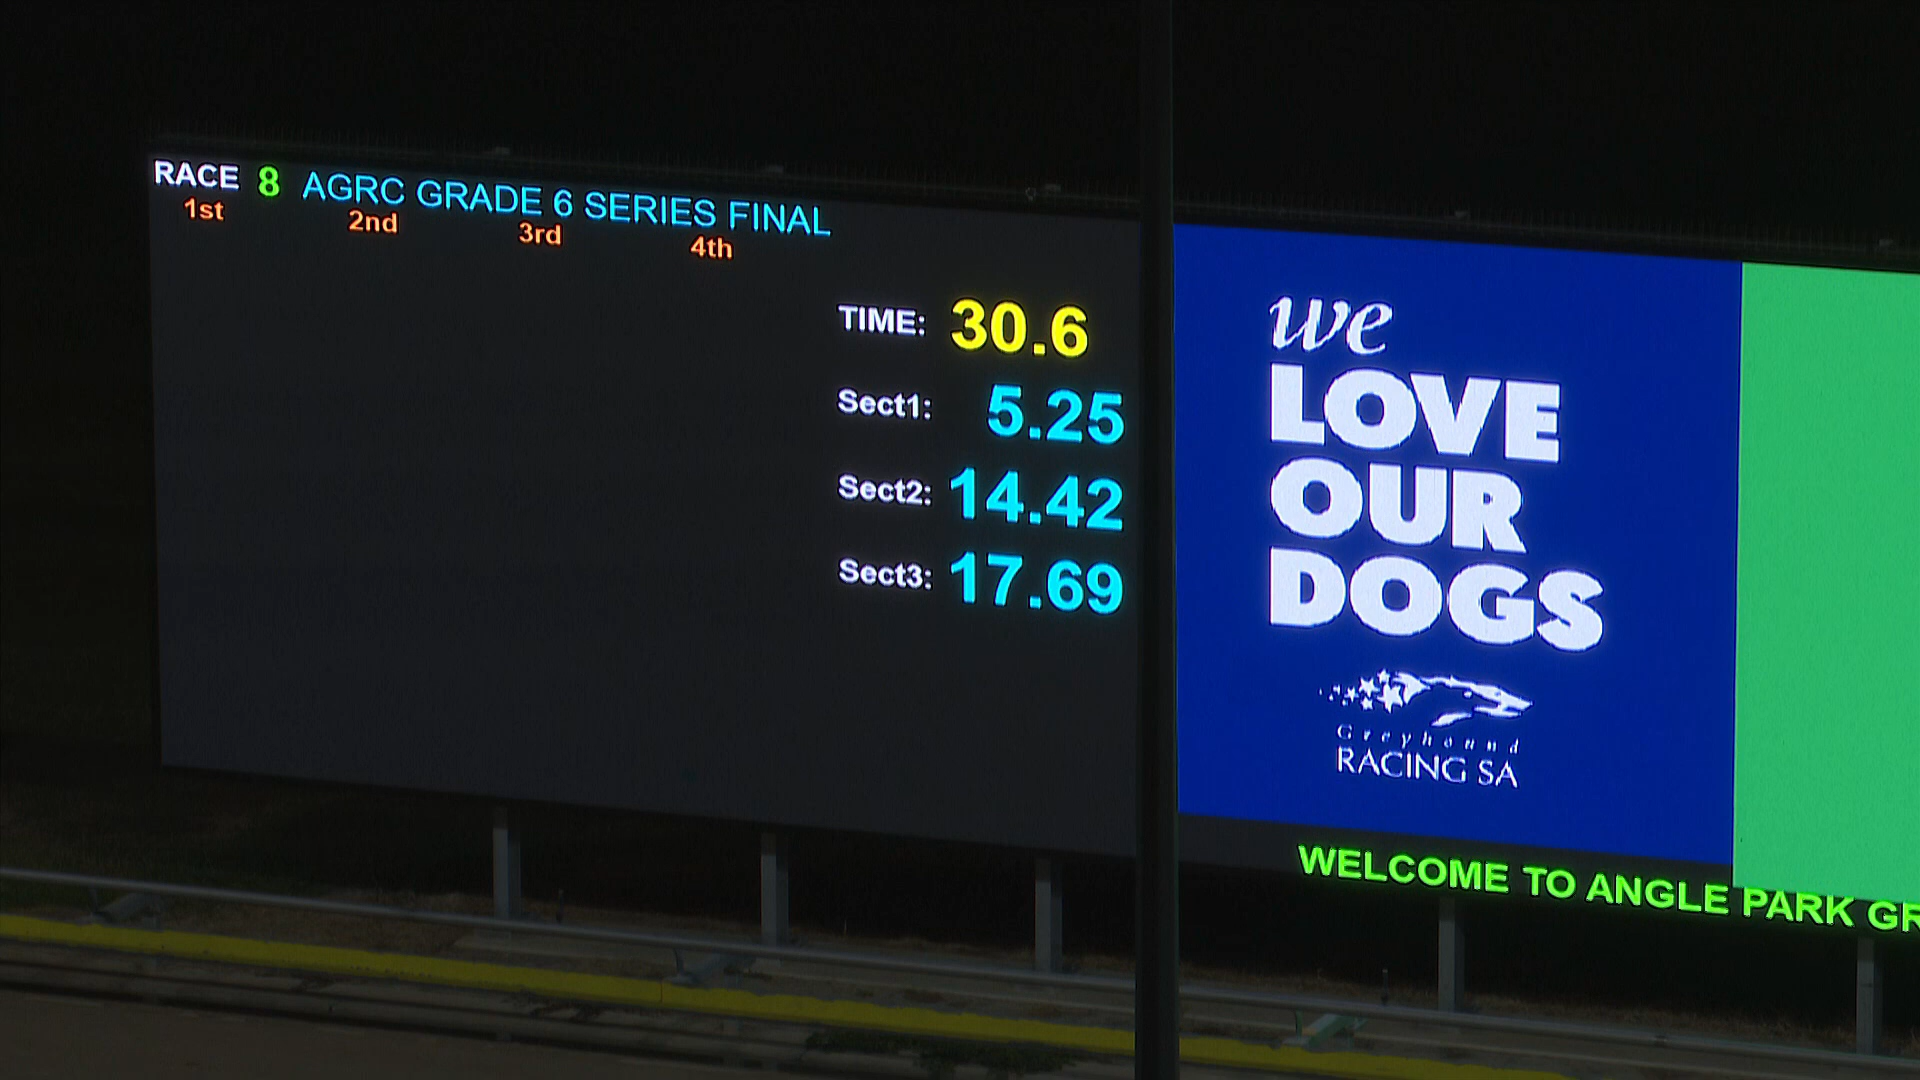 RACE 8 AGRC GRADE 6 SERIES FINAL
1st 2nd 3rd 4th
TIME: 30.6
Sect1: 5.25
Sect2: 14.42
Sect3: 17.69
we
LOVE
OUR
DOGS
Greyhound
RACING SA
WELCOME TO ANGLE PARK GR